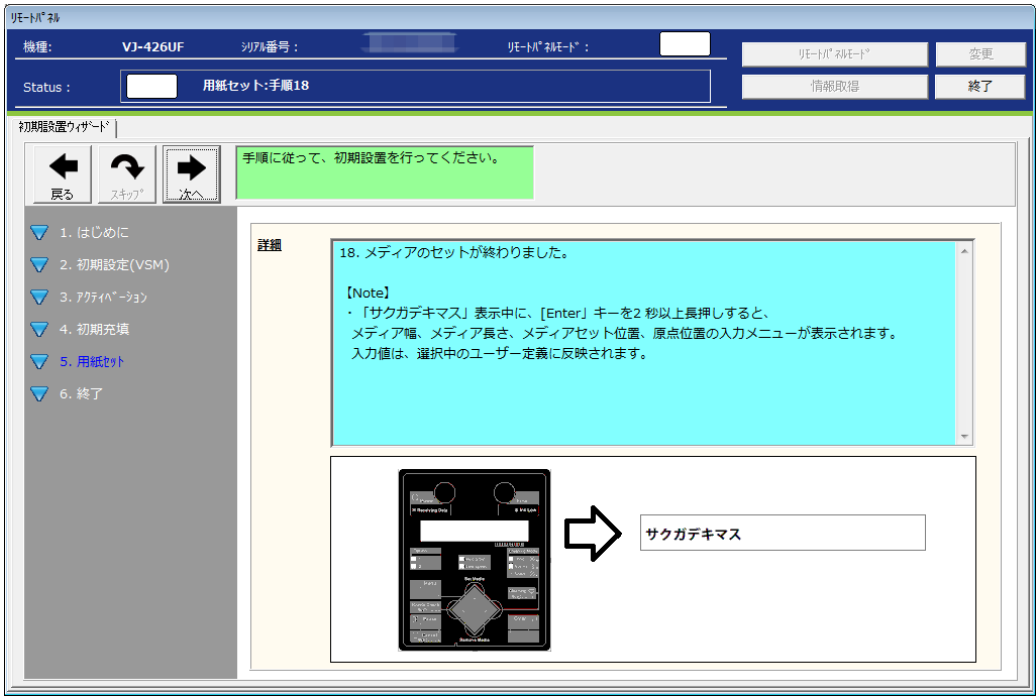 リモートパネル
機種: VJ-426UF シリアル番号: リモートパネルモード:
リモートパネルモード 変更
Status: 用紙セット:手順18
情報取得 終了
初期設置ウィザード
戻る スキップ 次へ
手順に従って、初期設置を行ってください。
1. はじめに
2. 初期設定(VSM)
3. アクティベーション
4. 初期充填
5. 用紙セット
6. 終了
詳細
18. メディアのセットが終わりました。
【Note】
・「サクガデキマス」表示中に、[Enter」キーを2 秒以上長押しすると、
メディア幅、メディア長さ、メディアセット位置、原点位置の入力メニューが表示されます。
入力値は、選択中のユーザー定義に反映されます。
サクガデキマス